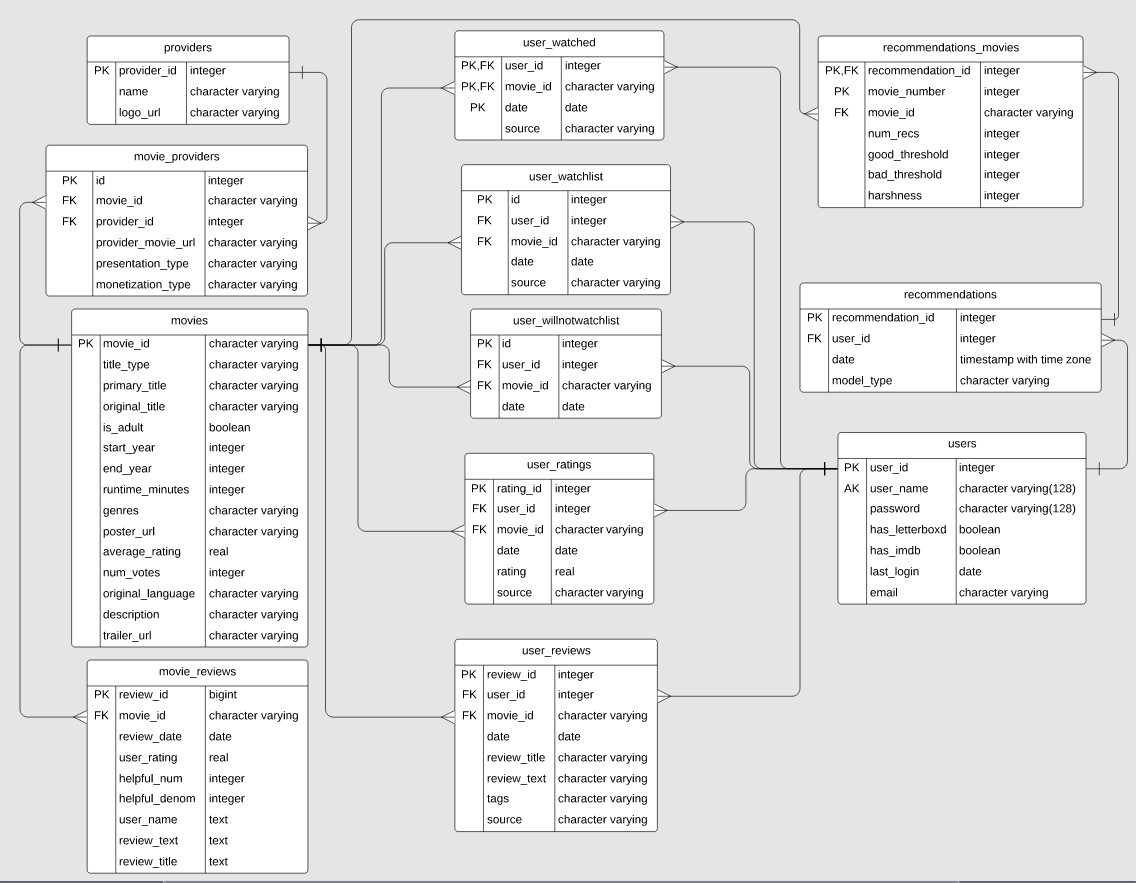 providers
PK provider_id integer
name character varying
logo_url character varying
movie_providers
PK id integer
FK movie_id character varying
FK provider_id integer
provider_movie_url character varying
presentation_type character varying
monetization_type character varying
movies
PK movie_id character varying
title_type character varying
primary_title character varying
original_title character varying
is_adult boolean
start_year integer
end_year integer
runtime_minutes integer
genres character varying
poster_url character varying
average_rating real
num_votes integer
original_language character varying
description character varying
trailer_url character varying
movie_reviews
PK review_id bigint
FK movie_id character varying
review_date date
user_rating real
helpful_num integer
helpful_denom integer
user_name text
review_text text
review_title text
user_watched
PK,FK user_id integer
PK,FK movie_id character varying
PK date date
source character varying
user_watchlist
PK id integer
FK user_id integer
FK movie_id character varying
date date
source character varying
user_willnotwatchlist
PK id integer
FK user_id integer
FK movie_id character varying
date date
user_ratings
PK rating_id integer
FK user_id integer
FK movie_id character varying
date date
rating real
source character varying
user_reviews
PK review_id integer
FK user_id integer
FK movie_id character varying
date date
review_title character varying
review_text character varying
tags character varying
source character varying
recommendations_movies
PK,FK recommendation_id integer
PK movie_number integer
FK movie_id character varying
num_recs integer
good_threshold integer
bad_threshold integer
harshness integer
recommendations
PK recommendation_id integer
FK user_id integer
date timestamp with time zone
model_type character varying
users
PK user_id integer
AK user_name character varying(128)
password character varying(128)
has_letterboxd boolean
has_imdb boolean
last_login date
email character varying